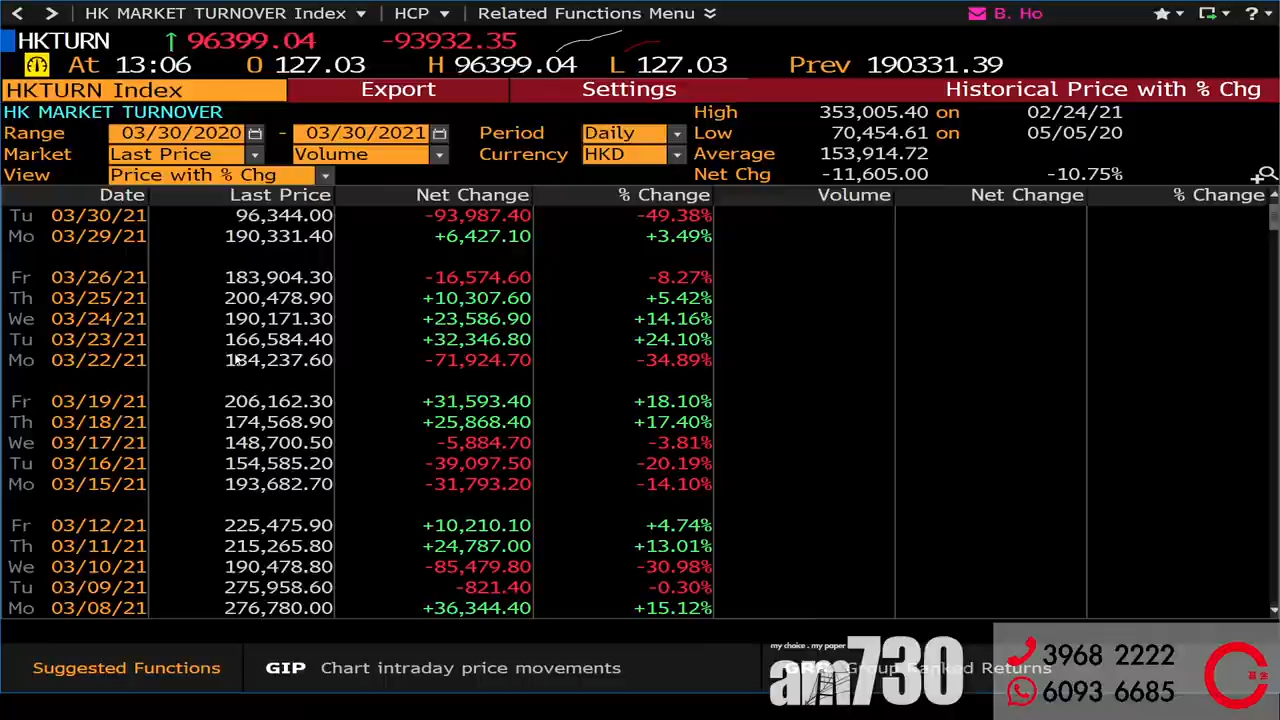 HK MARKET TURNOVER Index HCP Related Functions Menu B. Ho ?
HKTURN ↑ 96399.04 -93932.35
At 13:06 O 127.03 H 96399.04 L 127.03 Prev 190331.39
HKTURN Index Export Settings Historical Price with % Chg
HK MARKET TURNOVER High 353,005.40 on 02/24/21
Range 03/30/2020 - 03/30/2021 Period Daily Low 70,454.61 on 05/05/20
Market Last Price Volume Currency HKD Average 153,914.72
View Price with % Chg Net Chg -11,605.00 -10.75%
Date Last Price Net Change % Change Volume Net Change % Change
Tu 03/30/21 96,344.00 -93,987.40 -49.38%
Mo 03/29/21 190,331.40 +6,427.10 +3.49%
Fr 03/26/21 183,904.30 -16,574.60 -8.27%
Th 03/25/21 200,478.90 +10,307.60 +5.42%
We 03/24/21 190,171.30 +23,586.90 +14.16%
Tu 03/23/21 166,584.40 +32,346.80 +24.10%
Mo 03/22/21 134,237.60 -71,924.70 -34.89%
Fr 03/19/21 206,162.30 +31,593.40 +18.10%
Th 03/18/21 174,568.90 +25,868.40 +17.40%
We 03/17/21 148,700.50 -5,884.70 -3.81%
Tu 03/16/21 154,585.20 -39,097.50 -20.19%
Mo 03/15/21 193,682.70 -31,793.20 -14.10%
Fr 03/12/21 225,475.90 +10,210.10 +4.74%
Th 03/11/21 215,265.80 +24,787.00 +13.01%
We 03/10/21 190,478.80 -85,479.80 -30.98%
Tu 03/09/21 275,958.60 -821.40 -0.30%
Mo 03/08/21 276,780.00 +36,344.40 +15.12%
Suggested Functions GIP Chart intraday price movements Group Ranked Returns
my choice . my paper
am730
3968 2222
6093 6685